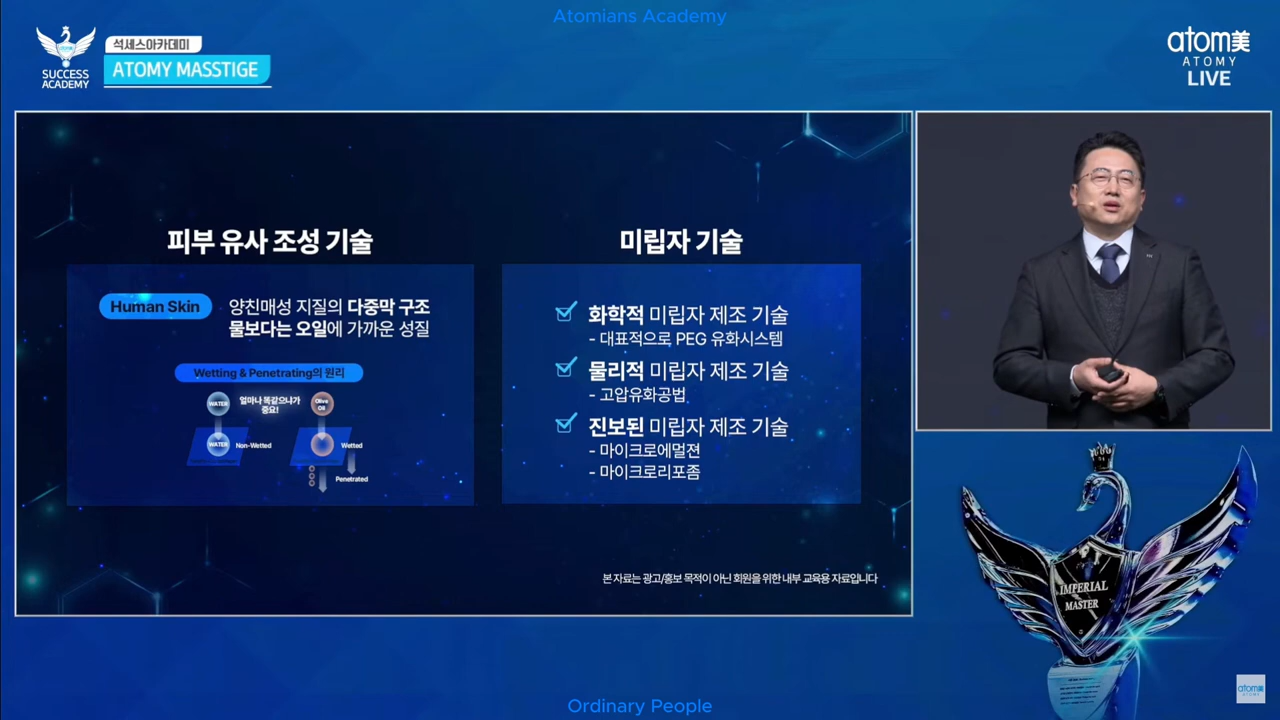 Atomians Academy
SUCCESS
ACADEMY
석세스아카데미
ATOMY MASSTIGE
atom美
ATOMY
LIVE
피부 유사 조성 기술
Human Skin
양친매성 지질의 다중막 구조
물보다는 오일에 가까운 성질
Wetting & Penetrating의 원리
WATER
얼마나 똑같으냐가
중요!
Olive
Oil
WATER
Non-Wetted
Wetted
Penetrated
미립자 기술
화학적 미립자 제조 기술
- 대표적으로 PEG 유화시스템
물리적 미립자 제조 기술
- 고압유화공법
진보된 미립자 제조 기술
- 마이크로에멀젼
- 마이크로리포좀
본 자료는 광고/홍보 목적이 아닌 회원을 위한 내부 교육용 자료입니다
IMPERIAL
MASTER
atom美
ATOMY
Ordinary People